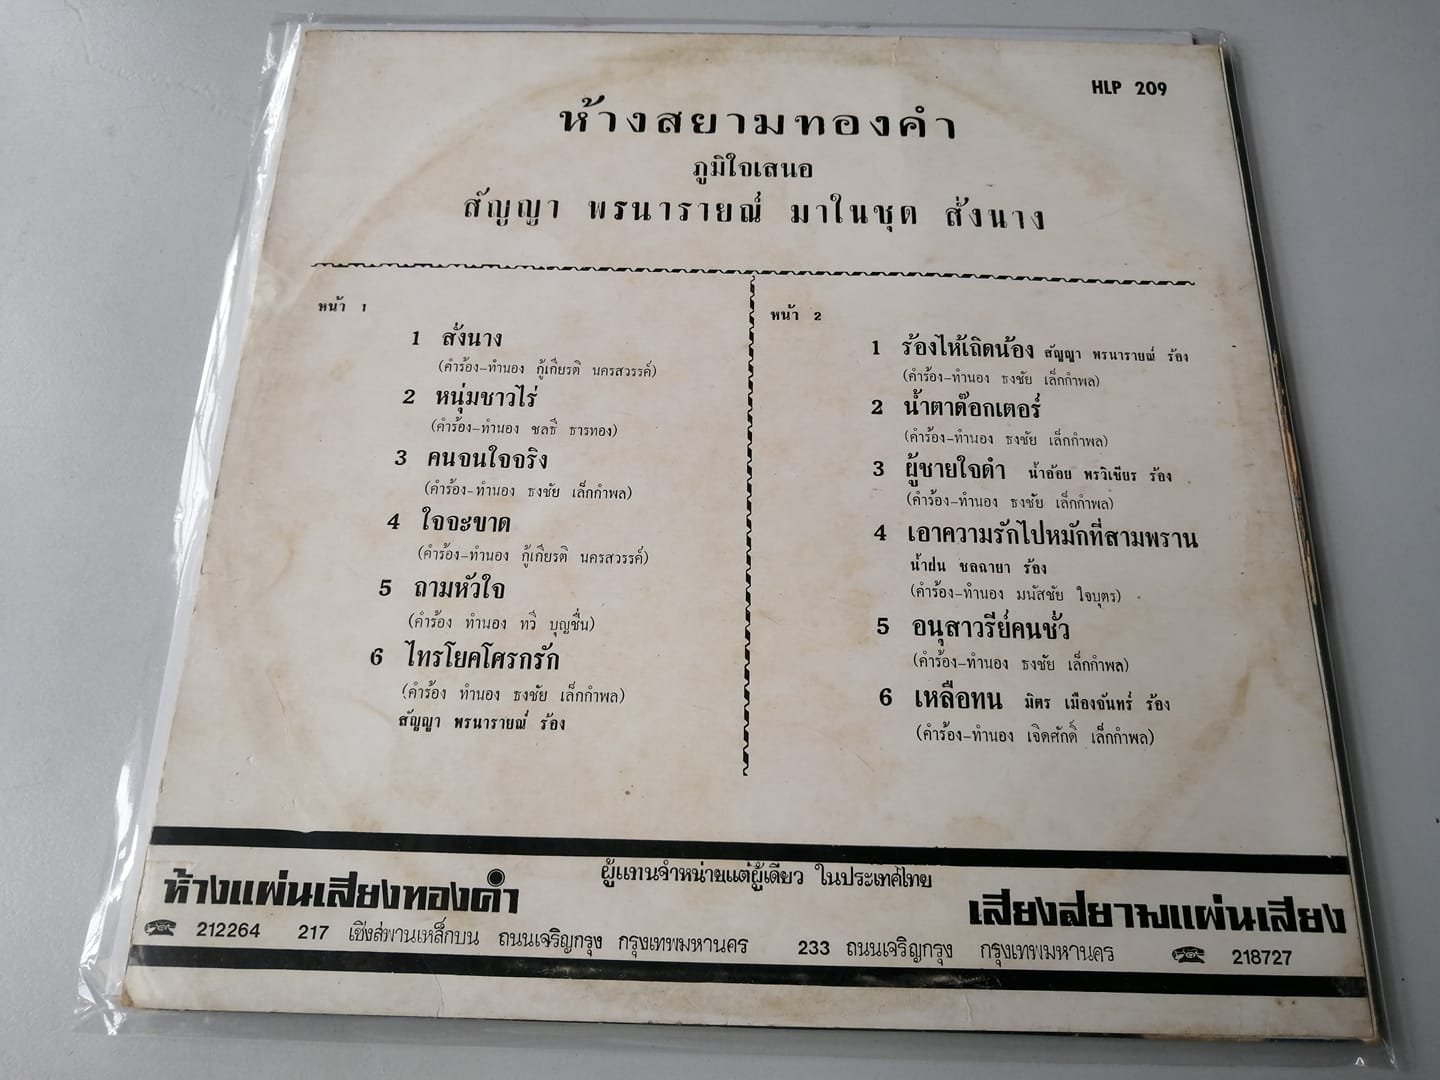 HLP 209
ห้างสยามทองคำ
ภูมิใจเสนอ
สัญญา พรนารายณ์ มาในชุด สั่งนาง
หน้า 1
1 สั่งนาง
(คำร้อง-ทำนอง กู้เกียรติ นครสวรรค์)
2 หนุ่มชาวไร่
(คำร้อง-ทำนอง ชลธี ธารทอง)
3 คนจนใจจริง
(คำร้อง-ทำนอง ธงชัย เล็กกำพล)
4 ใจจะขาด
(คำร้อง-ทำนอง กู้เกียรติ นครสวรรค์)
5 ถามหัวใจ
(คำร้อง ทำนอง ทวี บุญชื่น)
6 ไทรโยคโศรกรัก
(คำร้อง ทำนอง ธงชัย เล็กกำพล)
สัญญา พรนารายณ์ ร้อง
หน้า 2
1 ร้องไห้เถิดน้อง สัญญา พรนารายณ์ ร้อง
(คำร้อง-ทำนอง ธงชัย เล็กกำพล)
2 น้ำตาด๊อกเตอร์
(คำร้อง-ทำนอง ธงชัย เล็กกำพล)
3 ผู้ชายใจดำ น้ำอ้อย พรวิเชียร ร้อง
(คำร้อง-ทำนอง ธงชัย เล็กกำพล)
4 เอาความรักไปหมักที่สามพราน
น้ำฝน ชลฉายา ร้อง
(คำร้อง-ทำนอง มนัสชัย ใจบุตร)
5 อนุสาวรีย์คนชั่ว
(คำร้อง-ทำนอง ธงชัย เล็กกำพล)
6 เหลือทน มิตร เมืองจันทร์ ร้อง
(คำร้อง-ทำนอง เจิดศักดิ์ เล็กกำพล)
ผู้แทนจำหน่ายแต่ผู้เดียว ในประเทศไทย
ห้างแผ่นเสียงทองคำ
เสียงสยามแผ่นเสียง
212264 217 เชิงสะพานเหล็กบน ถนนเจริญกรุง กรุงเทพมหานคร
233 ถนนเจริญกรุง กรุงเทพมหานคร 218727